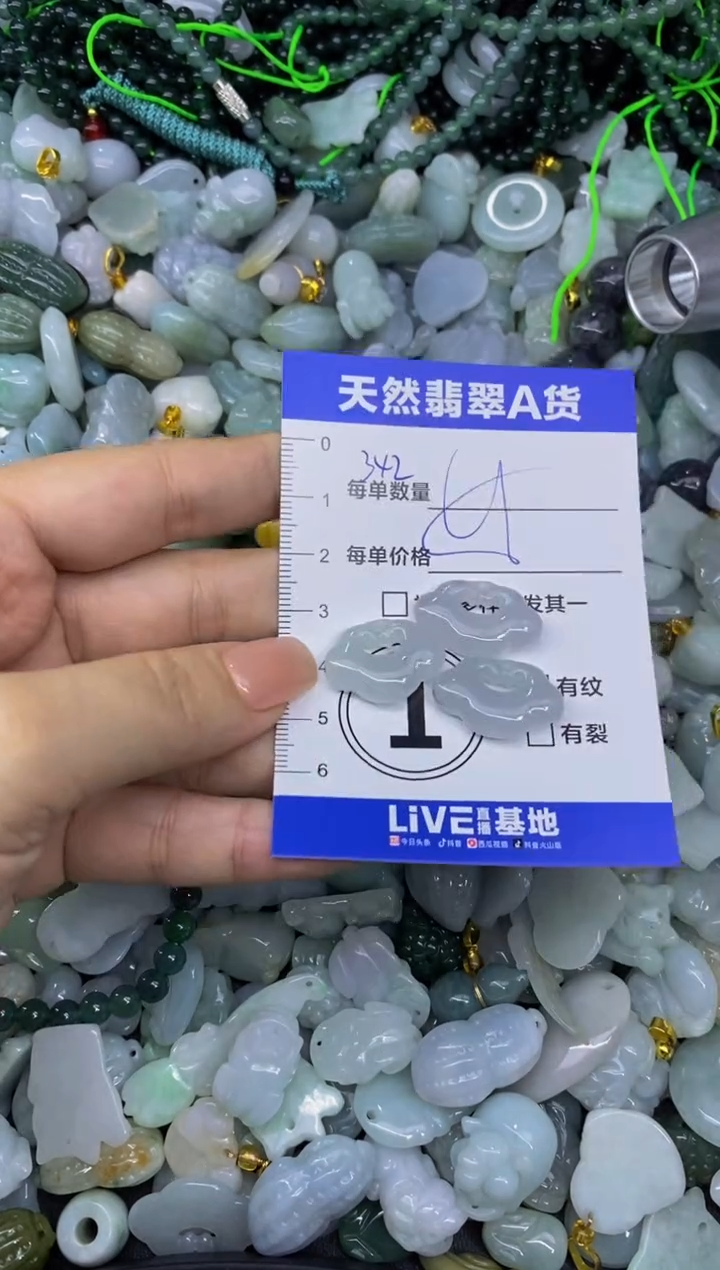 天然翡翠A货
0
342
1
每单数量
2
每单价格
3
发其一
4
有纹
1
5
有裂
6
LiVE直播基地
今日头条 抖音 西瓜视频 抖音火山版